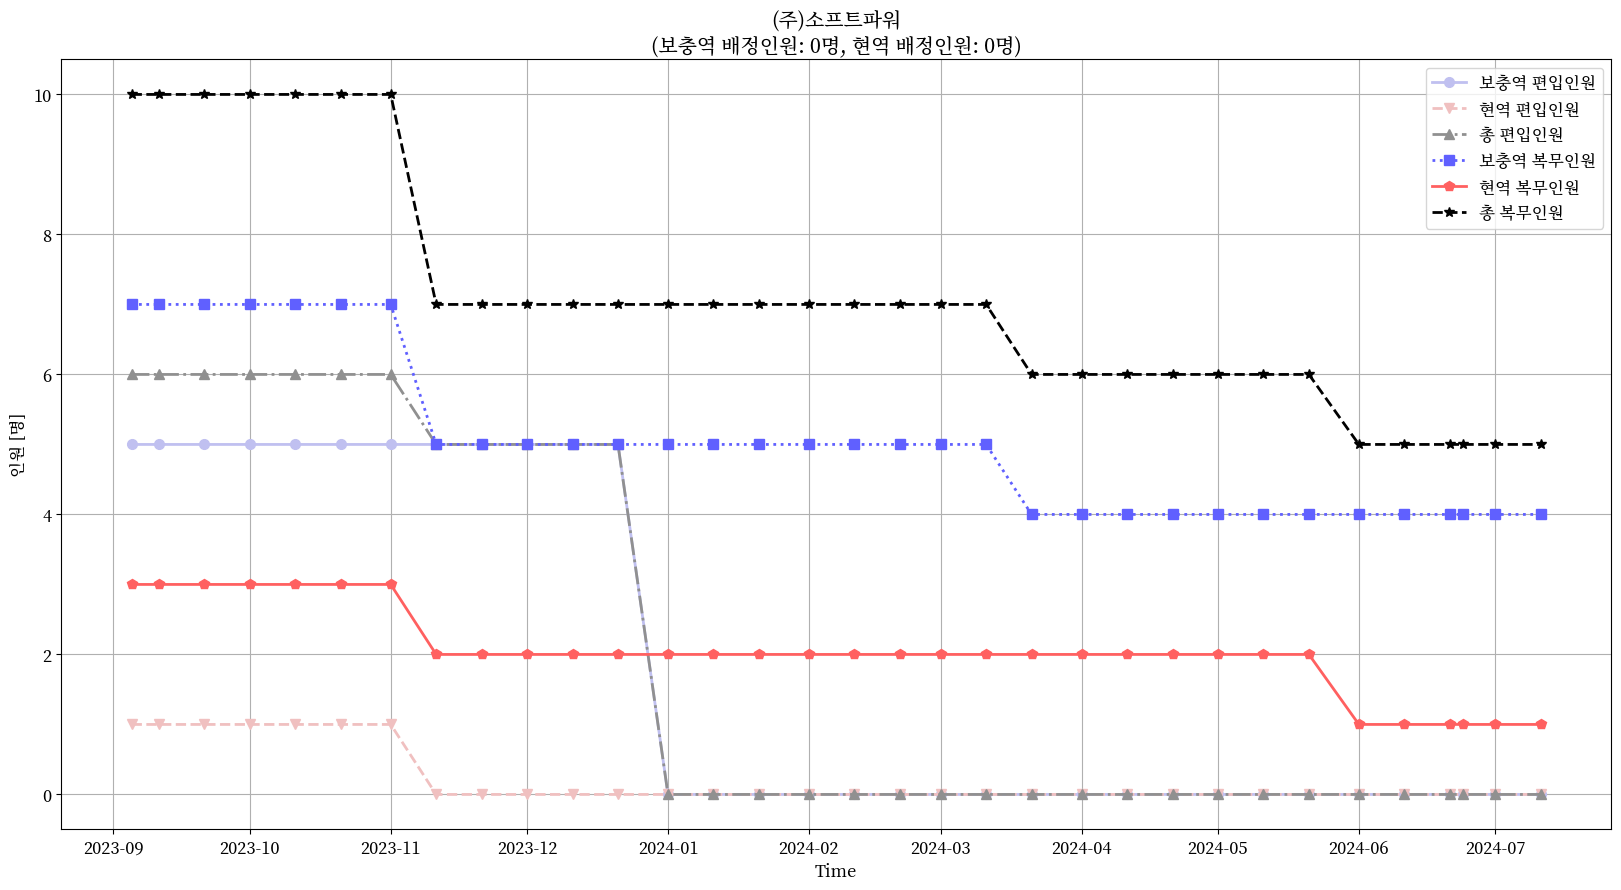 (주)소프트파워
(보충역 배정인원: 0명, 현역 배정인원: 0명)
보충역 편입인원
현역 편입인원
총 편입인원
보충역 복무인원
현역 복무인원
총 복무인원
인원 [명]
10
8
6
4
2
0
2023-09 2023-10 2023-11 2023-12 2024-01 2024-02 2024-03 2024-04 2024-05 2024-06 2024-07
Time